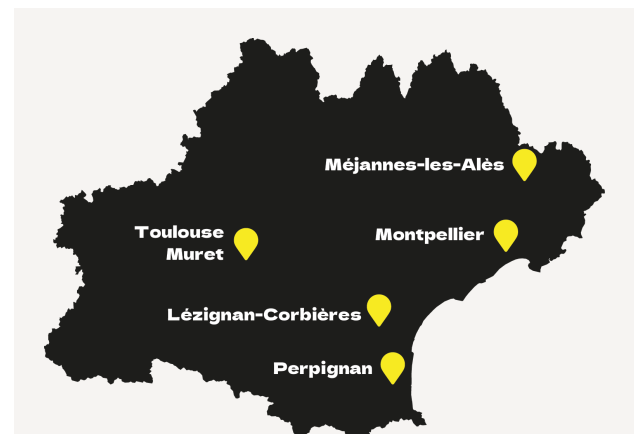 Méjannes-les-Alès
Toulouse
Muret
Montpellier
Lézignan-Corbières
Perpignan